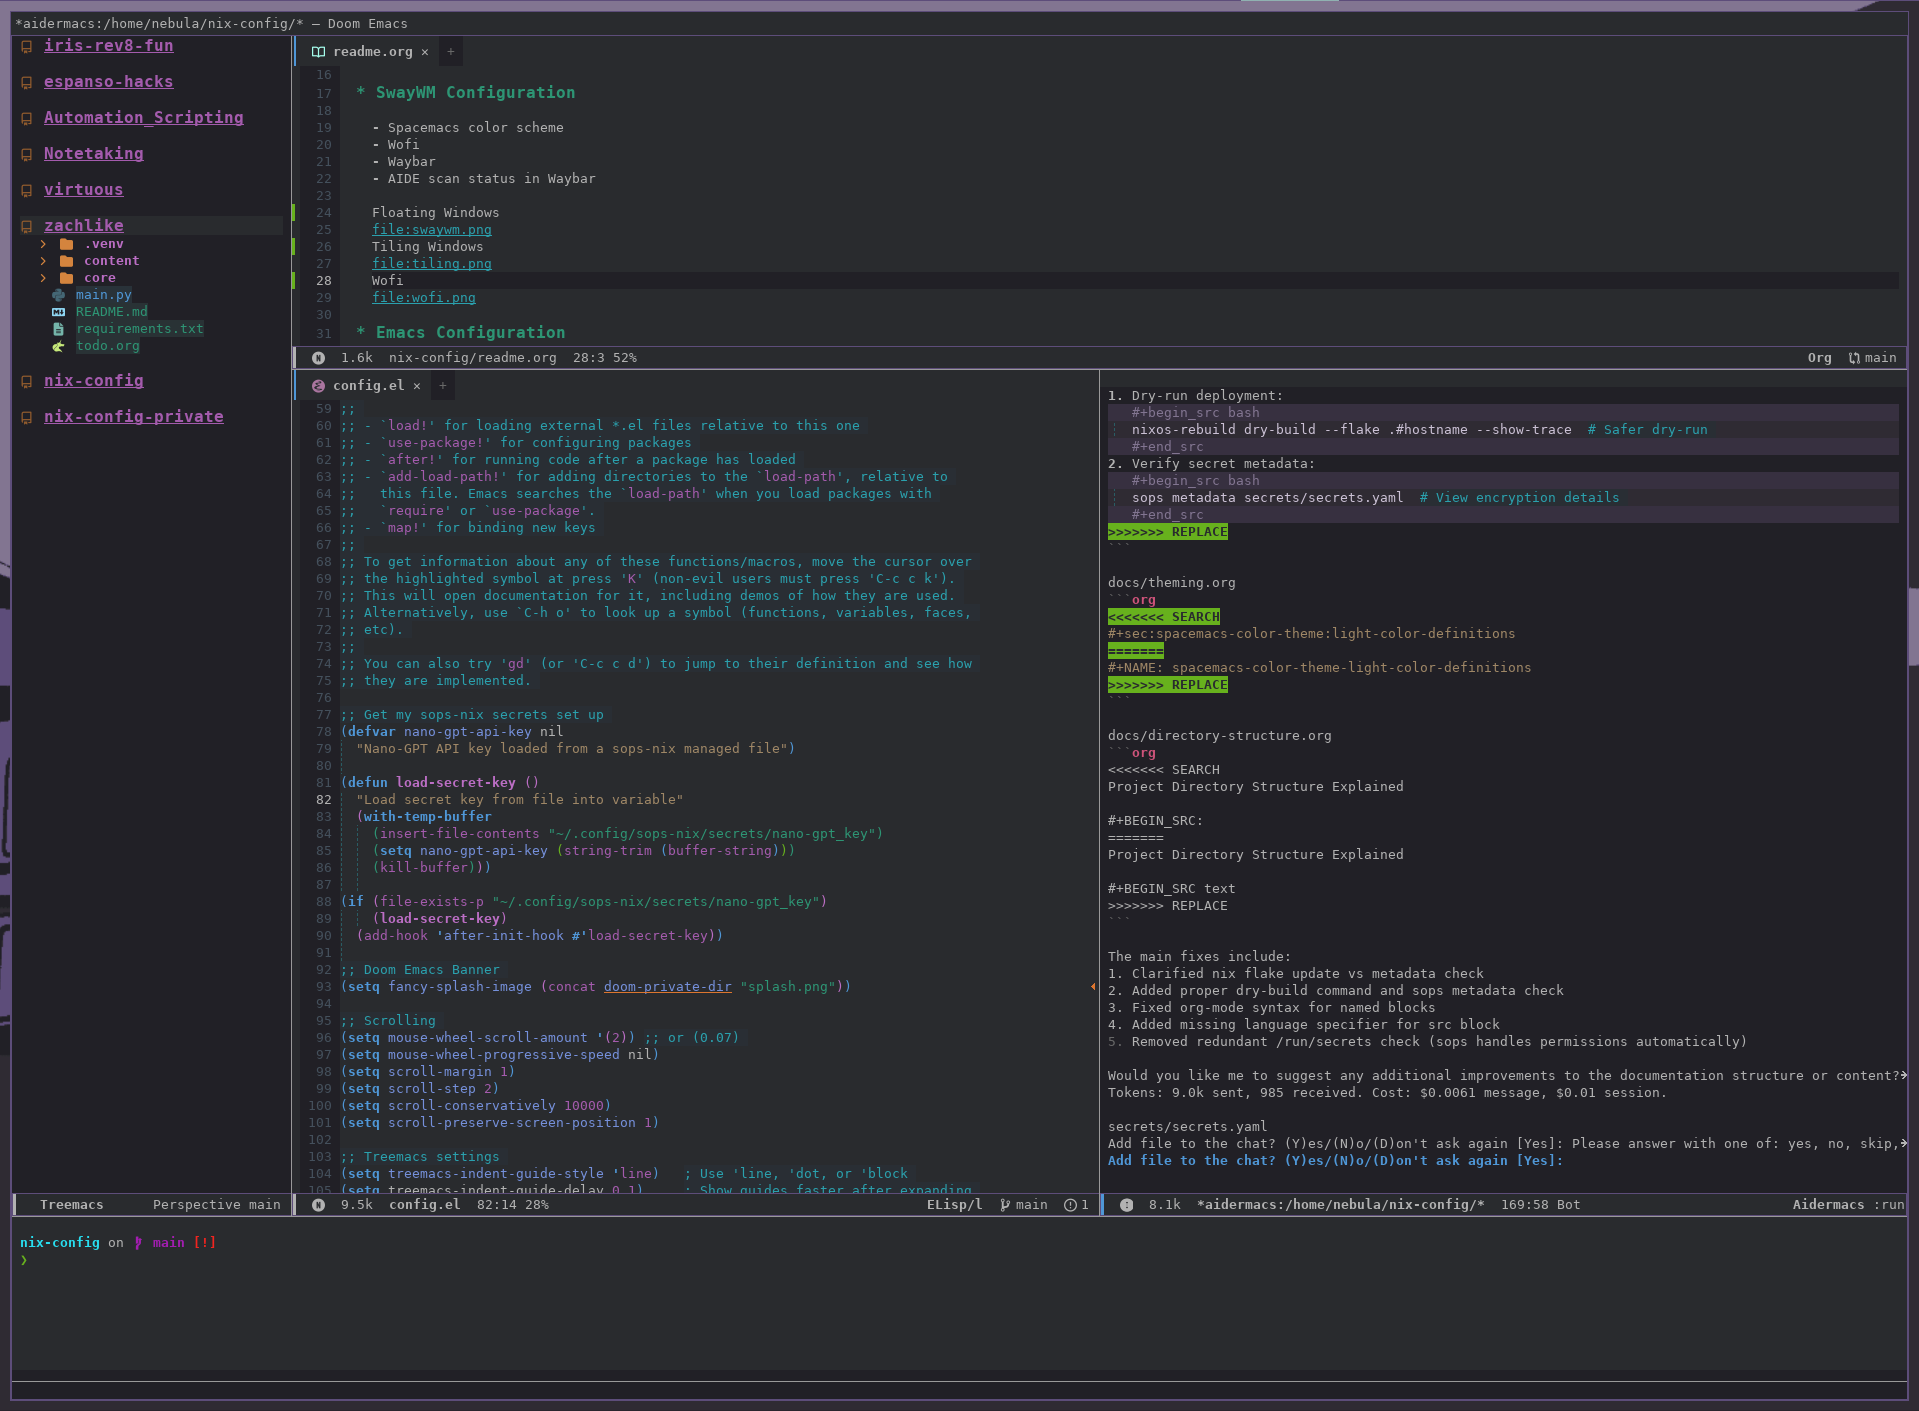 *aidermacs:/home/nebula/nix-config/* – Doom Emacs
iris-rev8-fun
espanso-hacks
Automation_Scripting
Notetaking
virtuous
zachlike
.venv
content
core
main.py
README.md
requirements.txt
todo.org
nix-config
nix-config-private
Treemacs Perspective main
readme.org × +
16
17 * SwayWM Configuration
18
19 - Spacemacs color scheme
20 - Wofi
21 - Waybar
22 - AIDE scan status in Waybar
23
24 Floating Windows
25 file:swaywm.png
26 Tiling Windows
27 file:tiling.png
28 Wofi
29 file:wofi.png
30
31 * Emacs Configuration
N 1.6k nix-config/readme.org 28:3 52% Org main
config.el × +
59 ;;
60 ;; - `load!' for loading external *.el files relative to this one
61 ;; - `use-package!' for configuring packages
62 ;; - `after!' for running code after a package has loaded
63 ;; - `add-load-path!' for adding directories to the `load-path', relative to
64 ;;   this file. Emacs searches the `load-path' when you load packages with
65 ;;   `require' or `use-package'.
66 ;; - `map!' for binding new keys
67 ;;
68 ;; To get information about any of these functions/macros, move the cursor over
69 ;; the highlighted symbol at press 'K' (non-evil users must press 'C-c c k').
70 ;; This will open documentation for it, including demos of how they are used.
71 ;; Alternatively, use `C-h o' to look up a symbol (functions, variables, faces,
72 ;; etc).
73 ;;
74 ;; You can also try 'gd' (or 'C-c c d') to jump to their definition and see how
75 ;; they are implemented.
76
77 ;; Get my sops-nix secrets set up
78 (defvar nano-gpt-api-key nil
79   "Nano-GPT API key loaded from a sops-nix managed file")
80
81 (defun load-secret-key ()
82   "Load secret key from file into variable"
83   (with-temp-buffer
84     (insert-file-contents "~/.config/sops-nix/secrets/nano-gpt_key")
85     (setq nano-gpt-api-key (string-trim (buffer-string)))
86     (kill-buffer)))
87
88 (if (file-exists-p "~/.config/sops-nix/secrets/nano-gpt_key")
89     (load-secret-key)
90   (add-hook 'after-init-hook #'load-secret-key))
91
92 ;; Doom Emacs Banner
93 (setq fancy-splash-image (concat doom-private-dir "splash.png"))
94
95 ;; Scrolling
96 (setq mouse-wheel-scroll-amount '(2)) ;; or (0.07)
97 (setq mouse-wheel-progressive-speed nil)
98 (setq scroll-margin 1)
99 (setq scroll-step 2)
100 (setq scroll-conservatively 10000)
101 (setq scroll-preserve-screen-position 1)
102
103 ;; Treemacs settings
104 (setq treemacs-indent-guide-style 'line)   ; Use 'line, 'dot, or 'block
105 (setq treemacs-indent-guide-delay 0.1)     ; Show guides faster after expanding
N 9.5k config.el 82:14 28% ELisp/l main 1
1. Dry-run deployment:
#+begin_src bash
nixos-rebuild dry-build --flake .#hostname --show-trace  # Safer dry-run
#+end_src
2. Verify secret metadata:
#+begin_src bash
sops metadata secrets/secrets.yaml  # View encryption details
#+end_src
>>>>>>> REPLACE
```
docs/theming.org
```org
<<<<<<< SEARCH
#+sec:spacemacs-color-theme:light-color-definitions
=======
#+NAME: spacemacs-color-theme-light-color-definitions
>>>>>>> REPLACE
```
docs/directory-structure.org
```org
<<<<<<< SEARCH
Project Directory Structure Explained
#+BEGIN_SRC:
=======
Project Directory Structure Explained
#+BEGIN_SRC text
>>>>>>> REPLACE
```
The main fixes include:
1. Clarified nix flake update vs metadata check
2. Added proper dry-build command and sops metadata check
3. Fixed org-mode syntax for named blocks
4. Added missing language specifier for src block
5. Removed redundant /run/secrets check (sops handles permissions automatically)
Would you like me to suggest any additional improvements to the documentation structure or content?
Tokens: 9.0k sent, 985 received. Cost: $0.0061 message, $0.01 session.
secrets/secrets.yaml
Add file to the chat? (Y)es/(N)o/(D)on't ask again [Yes]: Please answer with one of: yes, no, skip,
Add file to the chat? (Y)es/(N)o/(D)on't ask again [Yes]:
8.1k *aidermacs:/home/nebula/nix-config/* 169:58 Bot Aidermacs :run
nix-config on main [!]
❯